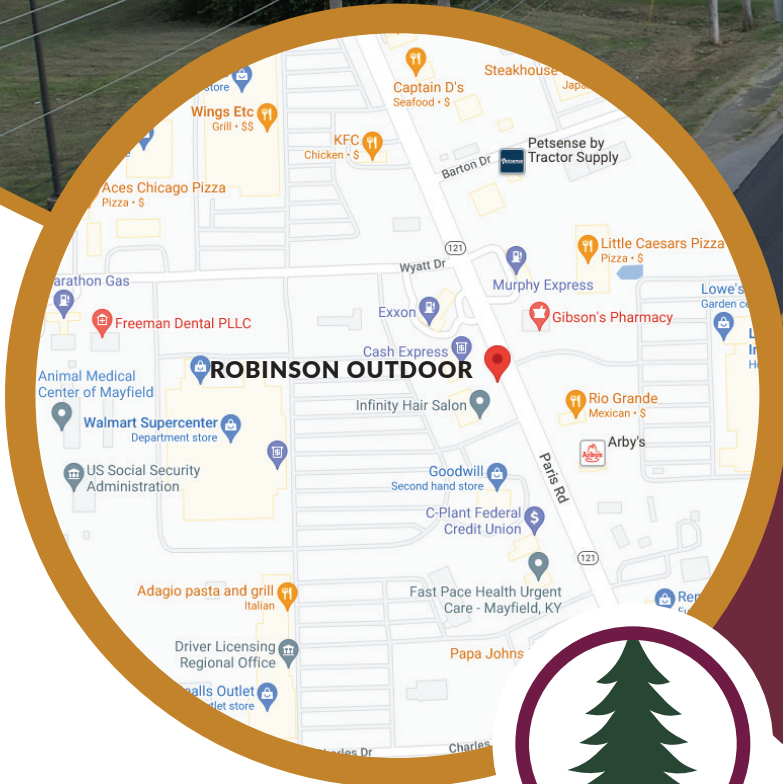 Captain D's
Seafood • $
Steakhouse
Japa
store
Wings Etc
Grill • $$
KFC
Chicken • $
Barton Dr
Petsense by
Tractor Supply
Aces Chicago Pizza
Pizza • $
121
Wyatt Dr
Little Caesars Pizza
Pizza • $
Murphy Express
arathon Gas
Lowe's
Garden ce
Exxon
Gibson's Pharmacy
Freeman Dental PLLC
Cash Express
ROBINSON OUTDOOR
Animal Medical
Center of Mayfield
Infinity Hair Salon
Rio Grande
Mexican • $
Walmart Supercenter
Department store
Arby's
US Social Security
Administration
Goodwill
Second hand store
Paris Rd
C-Plant Federal
Credit Union
121
Adagio pasta and grill
Italian
Fast Pace Health Urgent
Care - Mayfield, KY
Driver Licensing
Regional Office
Papa Johns
alls Outlet
tlet store
Charles Dr
Charles